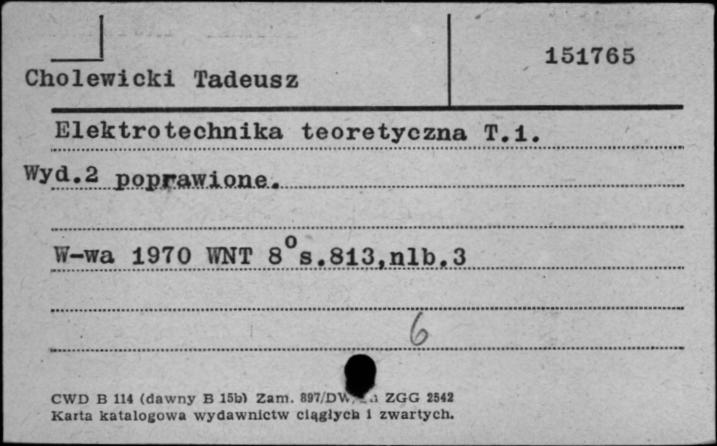 151765
Cholewicki Tadeusz
Elektrotechnika teoretyczna T.1.
Wyd.2 poprawione.
W-wa 1970 WNT 8° s.813,nlb.3
6
CWD B 114 (dawny B 15b) Zam. 897/DW ZGG 2542
Karta katalogowa wydawnictw ciągłych i zwartych.